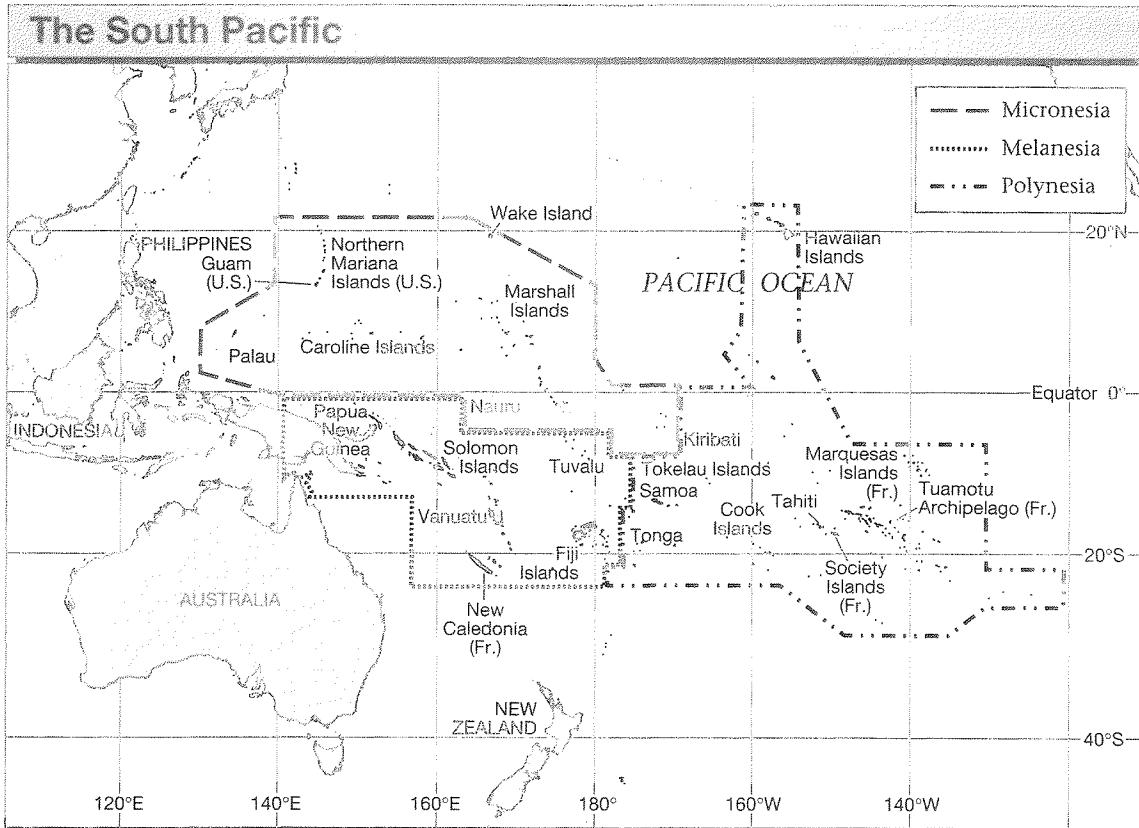 The South Pacific
Micronesia
Melanesia
Polynesia
Wake Island
20°N
Hawaiian
Islands
PHILIPPINES
Guam
(U.S.)
Northern
Mariana
Islands (U.S.)
PACIFIC OCEAN
Marshall
Islands
Palau
Caroline Islands
Equator 0°
INDONESIA
Papua
New
Guinea
Nauru
Kiribati
Solomon
Islands
Tuvalu
Tokelau Islands
Samoa
Marquesas
Islands
(Fr.)
Tuamotu
Archipelago (Fr.)
Tahiti
Cook
Islands
Vanuatu
Fiji
Islands
Tonga
20°S
Society
Islands
(Fr.)
AUSTRALIA
New
Caledonia
(Fr.)
NEW
ZEALAND
40°S
120°E
140°E
160°E
180°
160°W
140°W